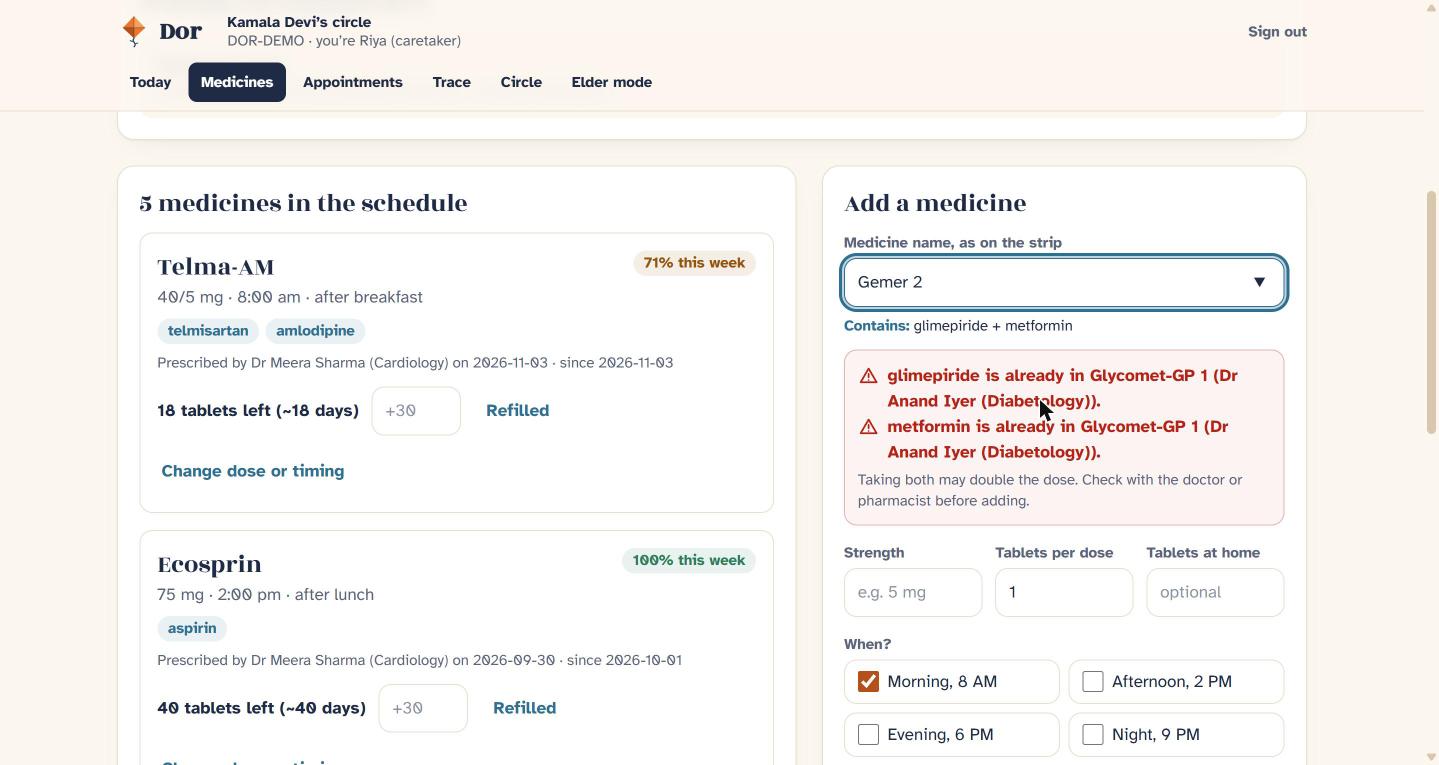 Dor
Kamala Devi’s circle
DOR-DEMO · you’re Riya (caretaker)
Sign out
Today
Medicines
Appointments
Trace
Circle
Elder mode
5 medicines in the schedule
Telma-AM
71% this week
40/5 mg · 8:00 am · after breakfast
telmisartan
amlodipine
Prescribed by Dr Meera Sharma (Cardiology) on 2026-11-03 · since 2026-11-03
18 tablets left (~18 days)
+30
Refilled
Change dose or timing
Ecosprin
100% this week
75 mg · 2:00 pm · after lunch
aspirin
Prescribed by Dr Meera Sharma (Cardiology) on 2026-09-30 · since 2026-10-01
40 tablets left (~40 days)
+30
Refilled
Add a medicine
Medicine name, as on the strip
Gemer 2
Contains: glimepiride + metformin
glimepiride is already in Glycomet-GP 1 (Dr
Anand Iyer (Diabetology)).
metformin is already in Glycomet-GP 1 (Dr
Anand Iyer (Diabetology)).
Taking both may double the dose. Check with the doctor or
pharmacist before adding.
Strength
Tablets per dose
Tablets at home
e.g. 5 mg
1
optional
When?
Morning, 8 AM
Afternoon, 2 PM
Evening, 6 PM
Night, 9 PM